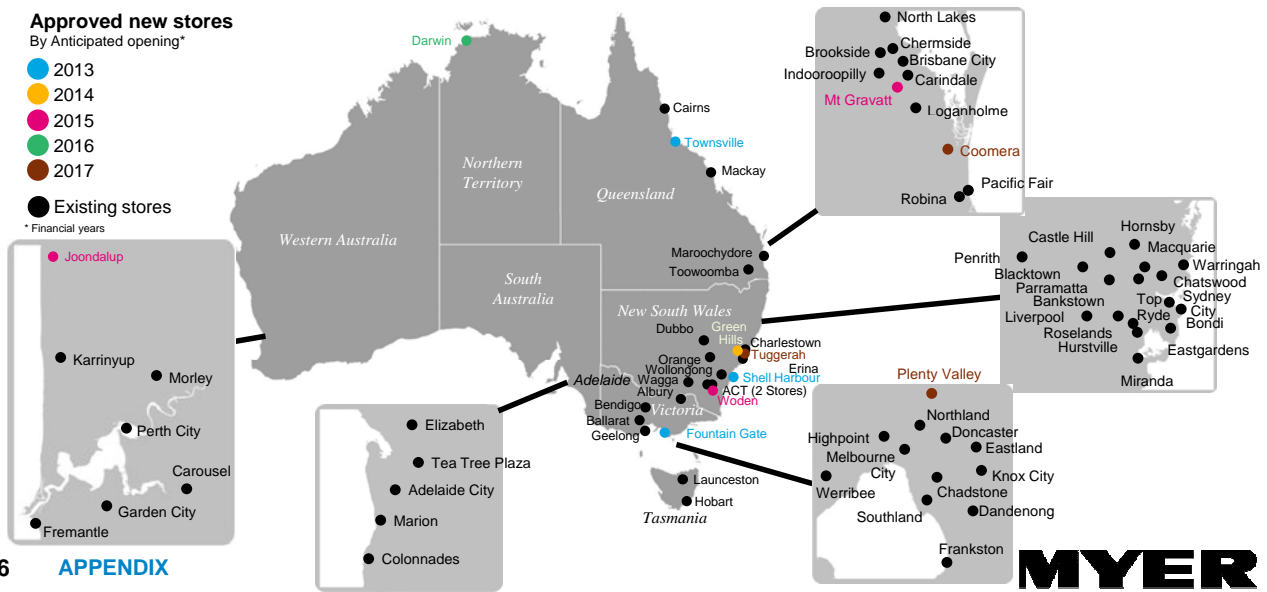 Approved new stores
By Anticipated opening*
2013
2014
2015
2016
2017
Existing stores
* Financial years
Darwin
Cairns
Townsville
Mackay
Northern
Territory
Queensland
Western Australia
South
Australia
Maroochydore
Toowoomba
New South Wales
Dubbo
Green
Hills
Charlestown
Tuggerah
Orange
Erina
Wollongong
Shell Harbour
Adelaide
Wagga
ACT (2 Stores)
Albury
Woden
Bendigo
Victoria
Ballarat
Geelong
Fountain Gate
Launceston
Hobart
Tasmania
North Lakes
Chermside
Brookside
Brisbane City
Indooroopilly
Carindale
Mt Gravatt
Loganholme
Coomera
Pacific Fair
Robina
Hornsby
Castle Hill
Macquarie
Penrith
Warringah
Blacktown
Chatswood
Parramatta
Sydney
City
Bankstown
Top
Ryde
Liverpool
Bondi
Roselands
Hurstville
Eastgardens
Miranda
Joondalup
Karrinyup
Morley
Perth City
Carousel
Garden City
Fremantle
Elizabeth
Tea Tree Plaza
Adelaide City
Marion
Colonnades
Plenty Valley
Northland
Highpoint
Doncaster
Melbourne
City
Eastland
Knox City
Werribee
Chadstone
Southland
Dandenong
Frankston
6
APPENDIX
MYER